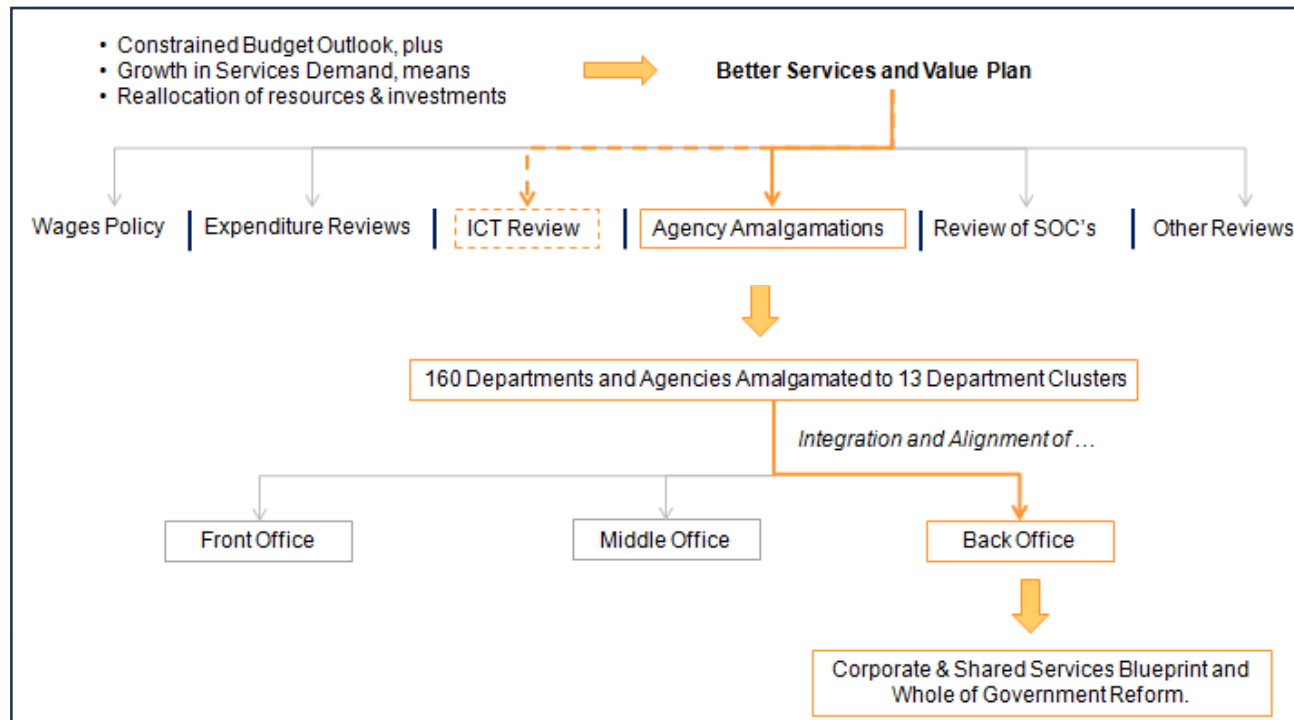 • Constrained Budget Outlook, plus
• Growth in Services Demand, means
• Reallocation of resources & investments
Better Services and Value Plan
Wages Policy
Expenditure Reviews
ICT Review
Agency Amalgamations
Review of SOC's
Other Reviews
160 Departments and Agencies Amalgamated to 13 Department Clusters
Integration and Alignment of ...
Front Office
Middle Office
Back Office
Corporate & Shared Services Blueprint and
Whole of Government Reform.